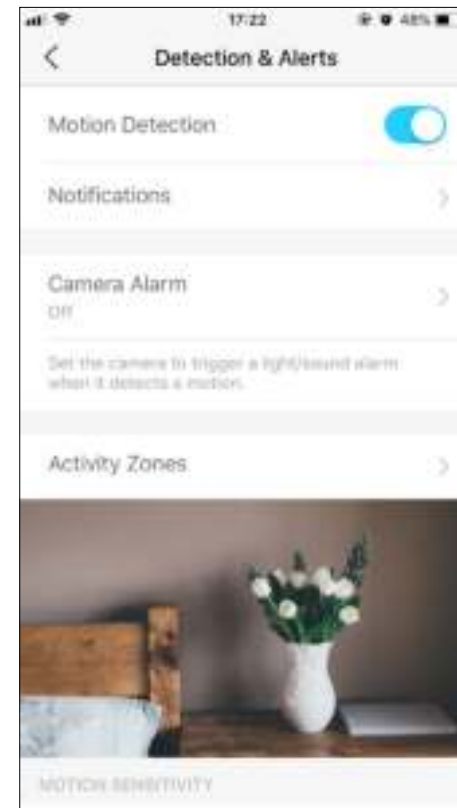 17:22 48%
Detection & Alerts
Motion Detection
Notifications
Camera Alarm
Off
Set the camera to trigger a light/sound alarm
when it detects a motion.
Activity Zones
MOTION SENSITIVITY